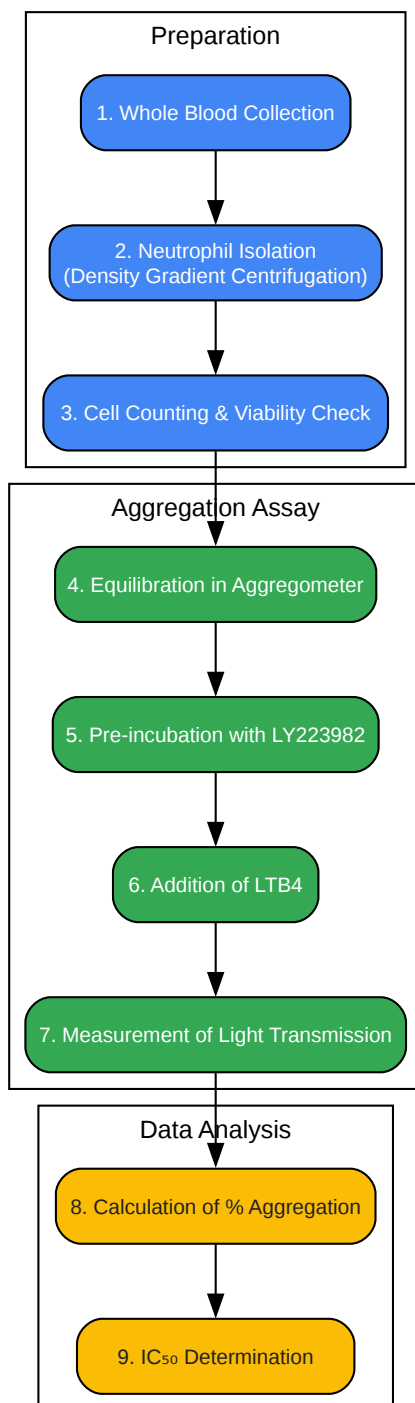 Preparation
1. Whole Blood Collection
2. Neutrophil Isolation
(Density Gradient Centrifugation)
3. Cell Counting & Viability Check
Aggregation Assay
4. Equilibration in Aggregometer
5. Pre-incubation with LY223982
6. Addition of LTB4
7. Measurement of Light Transmission
Data Analysis
8. Calculation of % Aggregation
9. IC₅₀ Determination